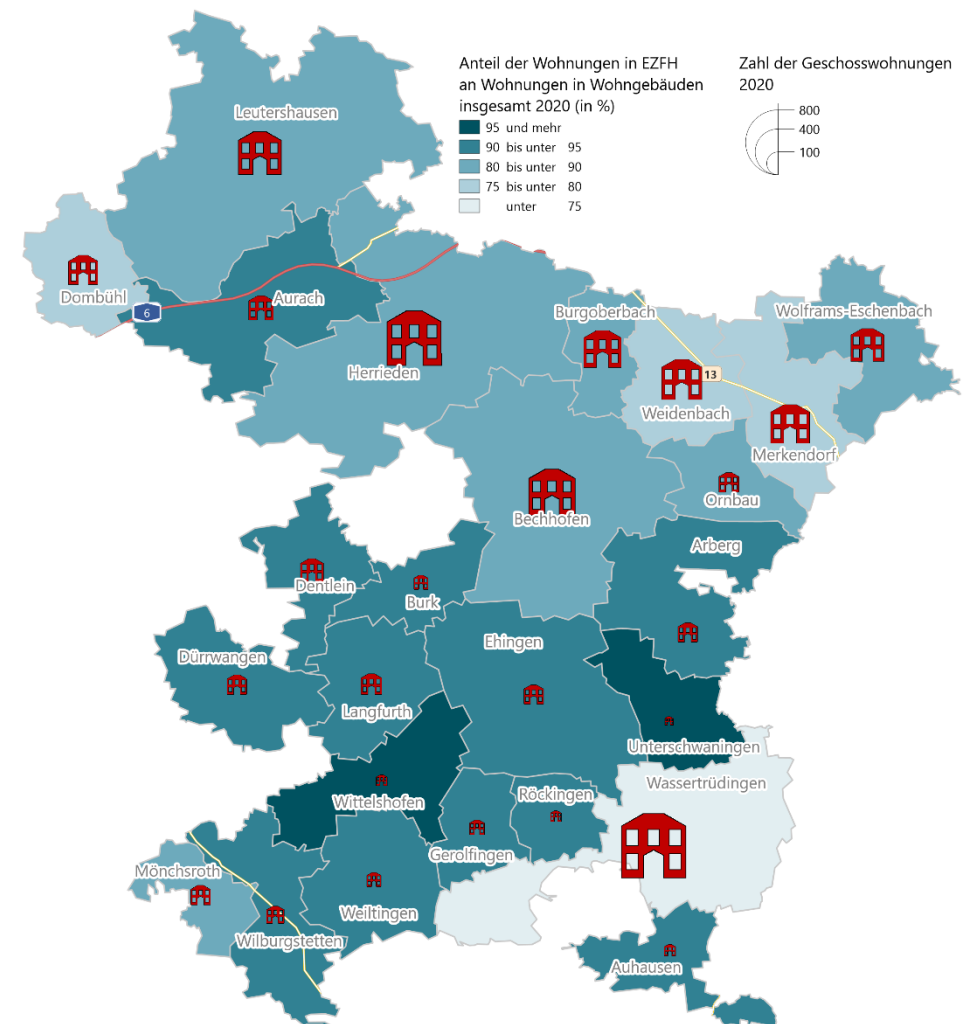 Anteil der Wohnungen in EZFH
an Wohnungen in Wohngebäuden
insgesamt 2020 (in %)
95 und mehr
90 bis unter 95
80 bis unter 90
75 bis unter 80
unter 75
Zahl der Geschosswohnungen
2020
800
400
100
Leutershausen
Dombühl
Aurach
6
Burgoberbach
Wolframs-Eschenbach
Herrieden
13
Weidenbach
Merkendorf
Ornbau
Bechhofen
Arberg
Dentlein
Burk
Ehingen
Dürrwangen
Langfurth
Unterschwaningen
Wassertrüdingen
Wittelshofen
Röckingen
Gerolfingen
Mönchsroth
Weiltingen
Wilburgstetten
Auhausen